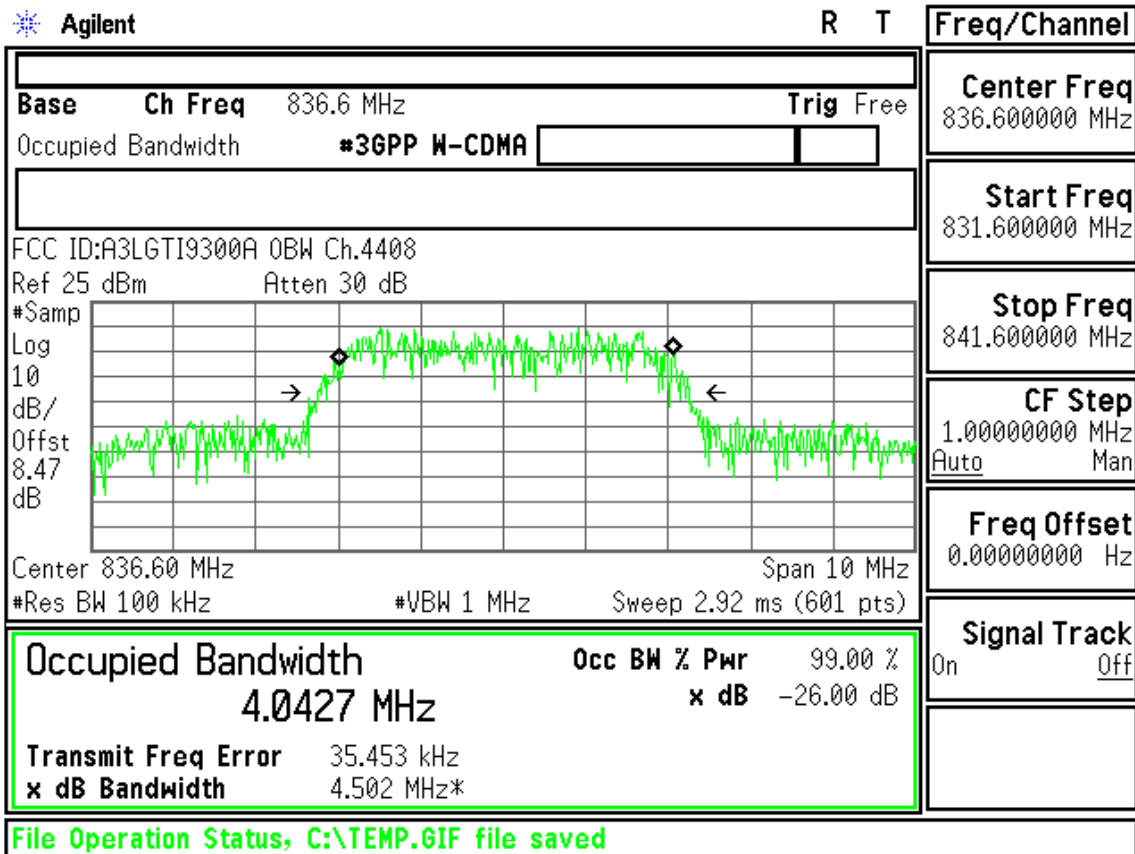 Agilent R T
Base Ch Freq 836.6 MHz Trig Free
Occupied Bandwidth #3GPP W-CDMA
FCC ID:A3LGTI9300A OBW Ch.4408
Ref 25 dBm Atten 30 dB
#Samp
Log
10
dB/
Offst
8.47
dB
Center 836.60 MHz Span 10 MHz
#Res BW 100 kHz #VBW 1 MHz Sweep 2.92 ms (601 pts)
Occupied Bandwidth
4.0427 MHz
Occ BW % Pwr 99.00 %
x dB -26.00 dB
Transmit Freq Error 35.453 kHz
x dB Bandwidth 4.502 MHz*
File Operation Status, C:\TEMP.GIF file saved
Freq/Channel
Center Freq
836.600000 MHz
Start Freq
831.600000 MHz
Stop Freq
841.600000 MHz
CF Step
1.00000000 MHz
Auto Man
Freq Offset
0.00000000 Hz
Signal Track
On Off